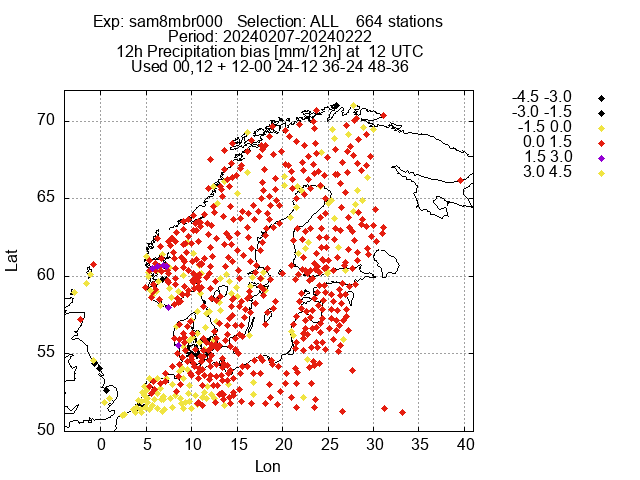 Exp: sam8mbr000 Selection: ALL 664 stations
Period: 20240207-20240222
12h Precipitation bias [mm/12h] at 12 UTC
Used 00,12 + 12-00 24-12 36-24 48-36
-4.5 -3.0
-3.0 -1.5
-1.5 0.0
0.0 1.5
1.5 3.0
3.0 4.5
70
65
60
55
50
Lat
0 5 10 15 20 25 30 35 40
Lon